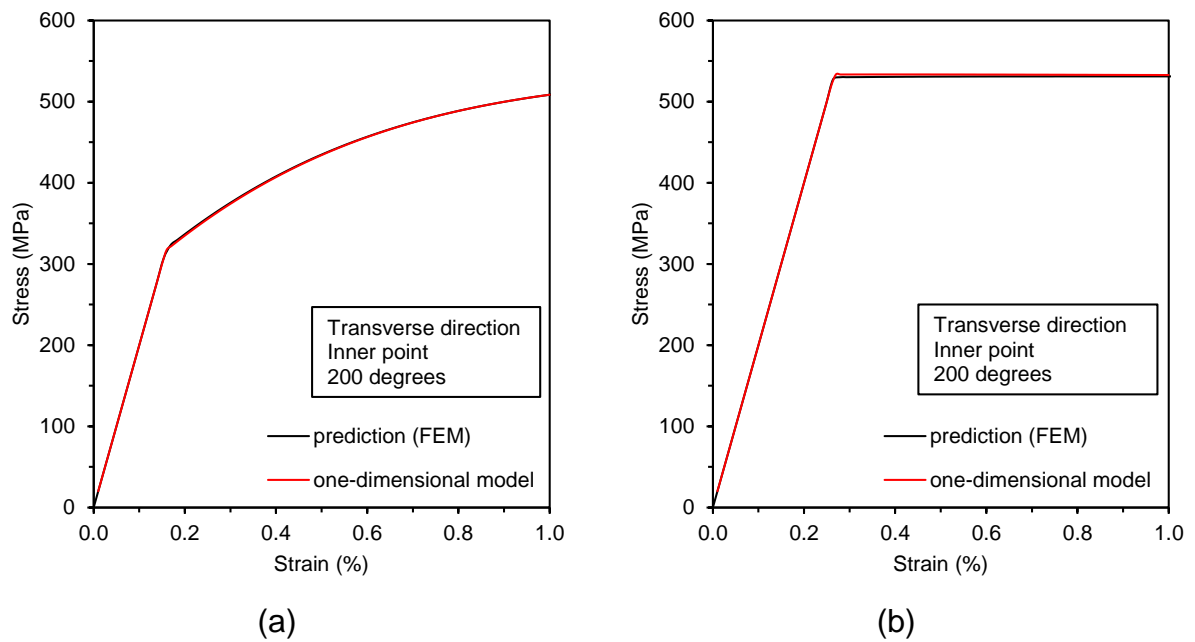 600
500
400
300
200
100
0
Stress (MPa)
Transverse direction
Inner point
200 degrees
prediction (FEM)
one-dimensional model
0.0 0.2 0.4 0.6 0.8 1.0
Strain (%)
(a)
600
500
400
300
200
100
0
Stress (MPa)
Transverse direction
Inner point
200 degrees
prediction (FEM)
one-dimensional model
0.0 0.2 0.4 0.6 0.8 1.0
Strain (%)
(b)